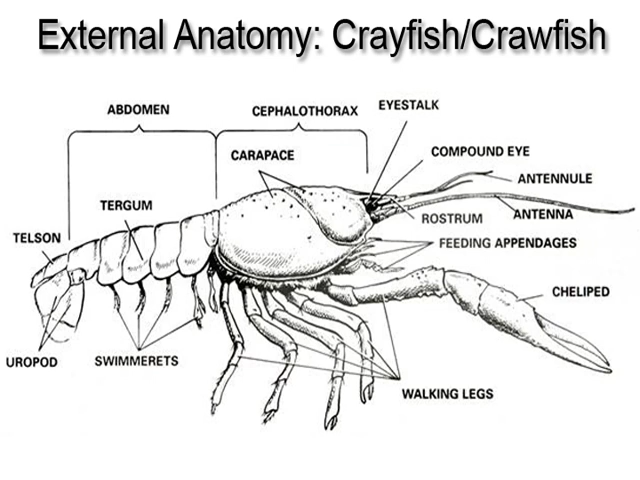 External Anatomy: Crayfish/Crawfish
ABDOMEN
CEPHALOTHORAX
EYESTALK
CARAPACE
COMPOUND EYE
ANTENNULE
TERGUM
ROSTRUM
ANTENNA
TELSON
FEEDING APPENDAGES
CHELIPED
UROPOD
SWIMMERETS
WALKING LEGS